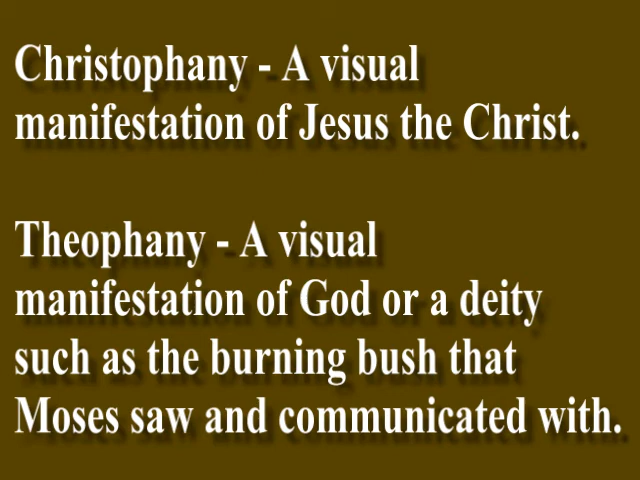 Christophany - A visual
manifestation of Jesus the Christ.
Theophany - A visual
manifestation of God or a deity
such as the burning bush that
Moses saw and communicated with.